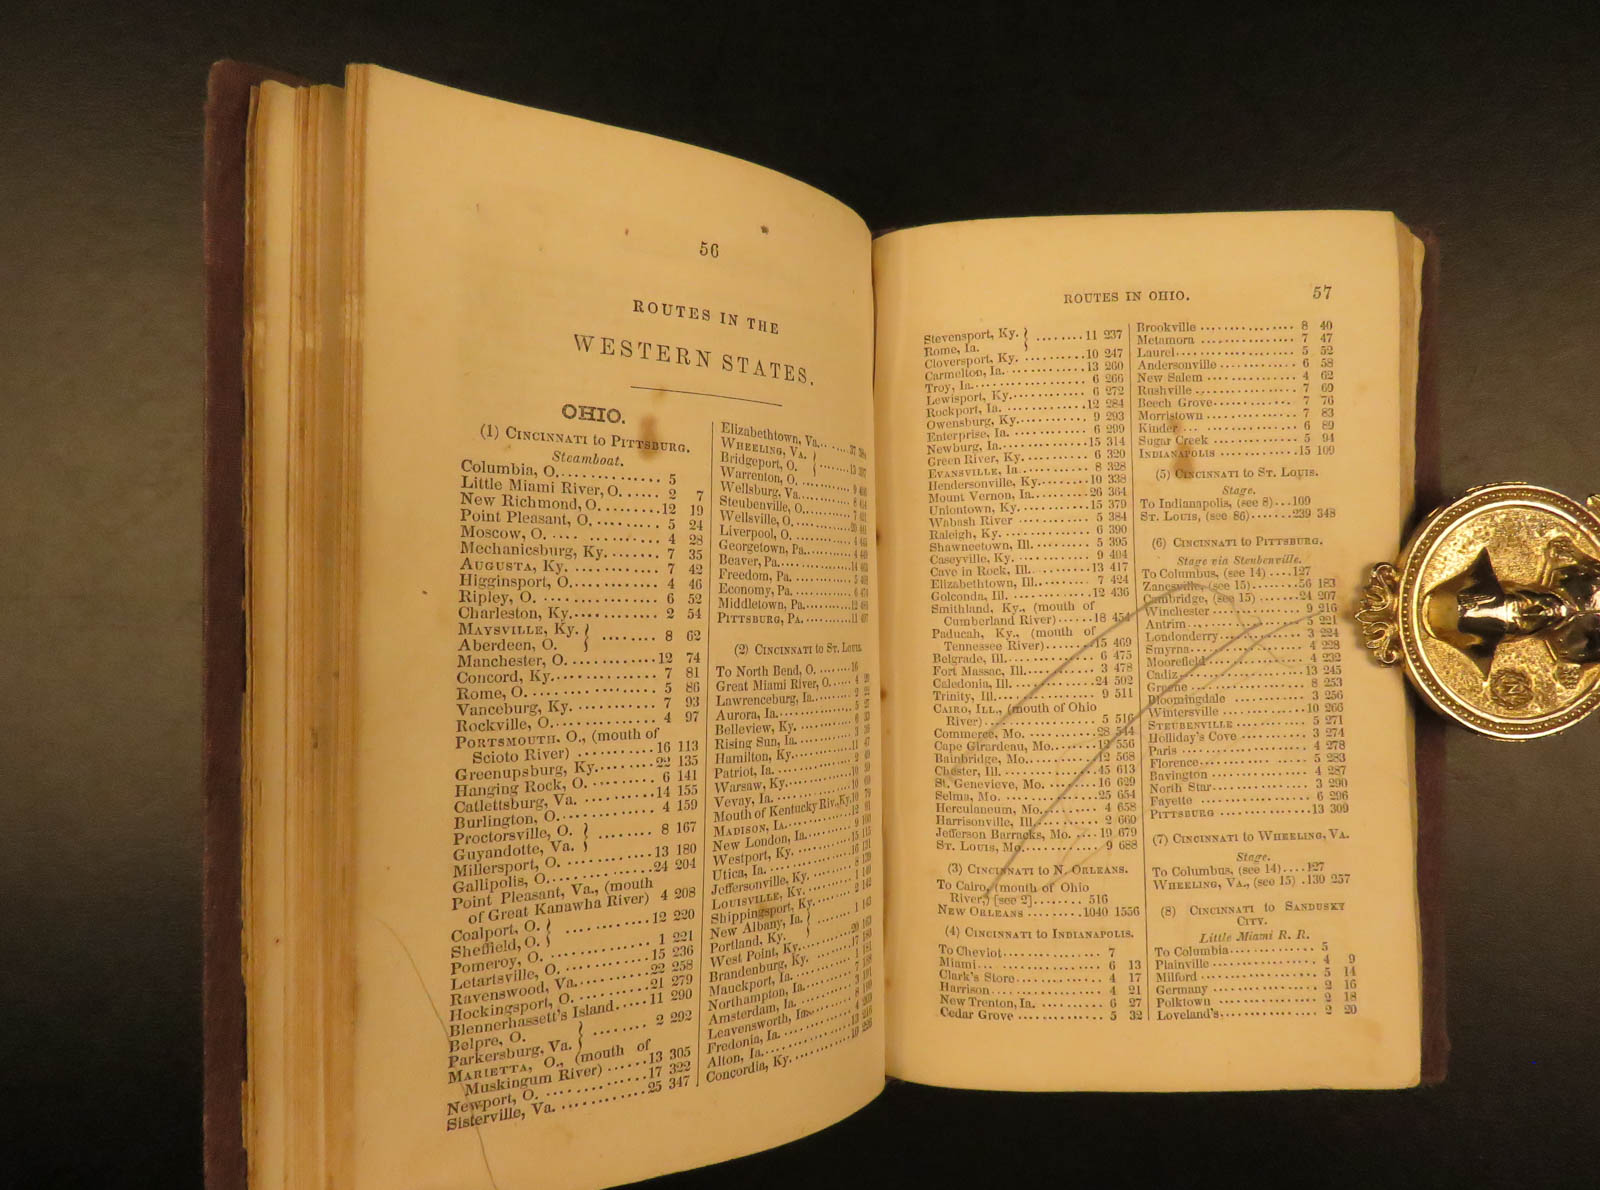 56
ROUTES IN THE
WESTERN STATES.
OHIO.
(1) CINCINNATI to PITTSBURG.
Steamboat.
Columbia, O. 5
Little Miami River, O. 2 7
New Richmond, O. 12 19
Point Pleasant, O. 5 24
Moscow, O. 4 28
Mechanicsburg, Ky. 7 35
AUGUSTA, Ky. 7 42
Higginsport, O. 4 46
Ripley, O. 6 52
Charleston, Ky. 2 54
MAYSVILLE, Ky. }
Aberdeen, O. } 8 62
Manchester, O. 12 74
Concord, Ky. 7 81
Rome, O. 5 86
Vanceburg, Ky. 7 93
Rockville, O. 4 97
PORTSMOUTH. O., (mouth of
Scioto River) 16 113
Greenupsburg, Ky. 22 135
Hanging Rock, O. 6 141
Catlettsburg, Va. 14 155
Burlington, O. 4 159
Proctorsville, O. }
Guyandotte, Va. } 8 167
Millersport, O. 13 180
Gallipolis, O. 24 204
Point Pleasant, Va., (mouth
of Great Kanawha River) 4 208
Coalport, O. }
Sheffield, O. } 12 220
Pomeroy, O. 1 221
Letartsville, O. 15 236
Ravenswood, Va. 22 258
Hockingsport, O. 21 279
Blennerhassett's Island. 11 290
Belpre, O. }
Parkersburg, Va. } 2 292
MARIETTA, O., (mouth of
Muskingum River) 13 305
Newport, O. 17 322
Sisterville, Va. 25 347
Elizabethtown, Va. 37
WHEELING, VA. }
Bridgeport, O. } 13
Warrenton, O.
Wellsburg, Va.
Steubenville, O.
Wellsville, O.
Liverpool, O.
Georgetown, Pa.
Beaver, Pa.
Freedom, Pa.
Economy, Pa.
Middletown, Pa.
PITTSBURG, PA.
(2) CINCINNATI to ST. LOUIS.
To North Bend, O. 16
Great Miami River, O.
Lawrenceburg, Ia.
Aurora, Ia.
Belleview, Ky.
Rising Sun, Ia.
Hamilton, Ky.
Patriot, Ia.
Warsaw, Ky.
Vevay, Ia.
Mouth of Kentucky Riv., Ky.
MADISON, IA.
New London, Ia.
Westport, Ky.
Utica, Ia.
Jeffersonville, Ky.
LOUISVILLE, KY.
Shippingsport, Ky. }
New Albany, Ia. } 1 143
Portland, Ky.
West Point, Ky. 20 163
Brandenburg, Ky. 17 180
Mauckport, Ia. 1 181
Northampton, Ia.
Amsterdam, Ia.
Leavensworth, Ia.
Fredonia, Ia.
Alton, Ia.
Concordia, Ky. 10 226
ROUTES IN OHIO. 57
Stevensport, Ky. }
Rome, Ia. } 11 237
Cloversport, Ky. 10 247
Carmelton, Ia. 13 260
Troy, Ia. 6 266
Lewisport, Ky. 6 272
Rockport, Ia. 12 284
Owensburg, Ky. 9 293
Enterprise, Ia. 6 299
Newburg, Ia. 15 314
Green River, Ky. 6 320
EVANSVILLE, Ia. 8 328
Hendersonville, Ky. 10 338
Mount Vernon, Ia. 26 364
Uniontown, Ky. 15 379
Wabash River 5 384
Raleigh, Ky. 6 390
Shawneetown, Ill. 5 395
Caseyville, Ky. 9 404
Cave in Rock, Ill. 13 417
Elizabethtown, Ill. 7 424
Golconda, Ill. 12 436
Smithland, Ky., (mouth of
Cumberland River) 18 454
Paducah, Ky., (mouth of
Tennessee River) 15 469
Belgrade, Ill. 6 475
Fort Massac, Ill. 3 478
Caledonia, Ill. 24 502
Trinity, Ill. 9 511
CAIRO, ILL., (mouth of Ohio
River) 5 516
Commerce, Mo. 28 544
Cape Girardeau, Mo. 12 556
Bainbridge, Mo. 12 568
Chester, Ill. 45 613
St. Genevieve, Mo. 16 629
Selma, Mo. 25 654
Herculaneum, Mo. 4 658
Harrisonville, Ill. 2 660
Jefferson Barracks, Mo. 19 679
ST. LOUIS, Mo. 9 688
(3) CINCINNATI to N. ORLEANS.
To Cairo, (mouth of Ohio
River,) [see 2] 516
NEW ORLEANS 1040 1556
(4) CINCINNATI to INDIANAPOLIS.
To Cheviot 7
Miami 6 13
Clark's Store 4 17
Harrison 4 21
New Trenton, Ia. 6 27
Cedar Grove 5 32
Brookville 8 40
Metamora 7 47
Laurel 5 52
Andersonville 6 58
New Salem 4 62
Rushville 7 69
Beech Grove 7 76
Morristown 7 83
Kinder 6 89
Sugar Creek 5 94
INDIANAPOLIS 15 109
(5) CINCINNATI to ST. LOUIS.
Stage.
To Indianapolis, (see 8) 109
ST. LOUIS, (see 86) 239 348
(6) CINCINNATI to PITTSBURG.
Stage via Steubenville.
To Columbus, (see 14) 127
Zanesville, (see 15) 56 183
Cambridge, (see 15) 24 207
Winchester 9 216
Antrim 5 221
Londonderry 3 224
Smyrna 4 228
Moorefield 4 232
Cadiz 13 245
Greene 8 253
Bloomingdale 3 256
Wintersville 10 266
STEUBENVILLE 5 271
Holliday's Cove 3 274
Paris 4 278
Florence 5 283
Bavington 4 287
North Star 3 290
Fayette 6 296
PITTSBURG 13 309
(7) CINCINNATI to WHEELING, VA.
Stage.
To Columbus, (see 14) 127
WHEELING, VA., (see 15) 130 257
(8) CINCINNATI to SANDUSKY
CITY.
Little Miami R. R.
To Columbia 5
Plainville 4 9
Milford 5 14
Germany 2 16
Polktown 2 18
Loveland's 2 20